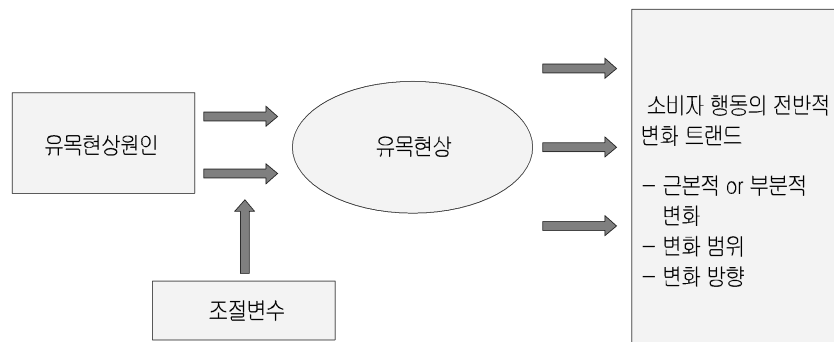 유목현상원인
유목현상
조절변수
소비자 행동의 전반적
변화 트랜드
- 근본적 or 부분적
변화
- 변화 범위
- 변화 방향